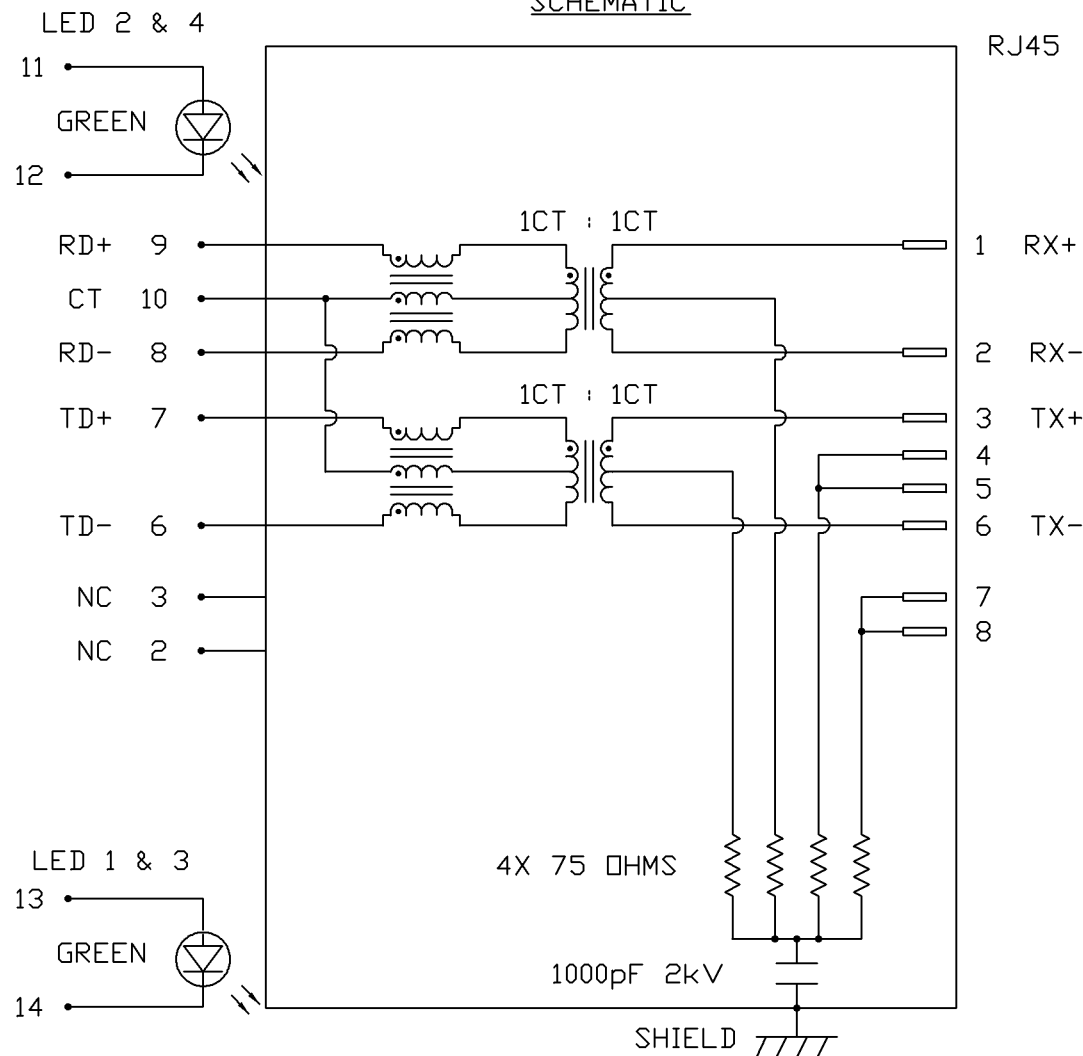 SCHEMATIC
LED 2 & 4
RJ45
11
GREEN
12
1CT : 1CT
RD+ 9
1 RX+
CT 10
RD- 8
2 RX-
1CT : 1CT
TD+ 7
3 TX+
4
5
TD- 6
6 TX-
NC 3
7
8
NC 2
LED 1 & 3
4X 75 OHMS
13
GREEN
1000pF 2kV
14
SHIELD